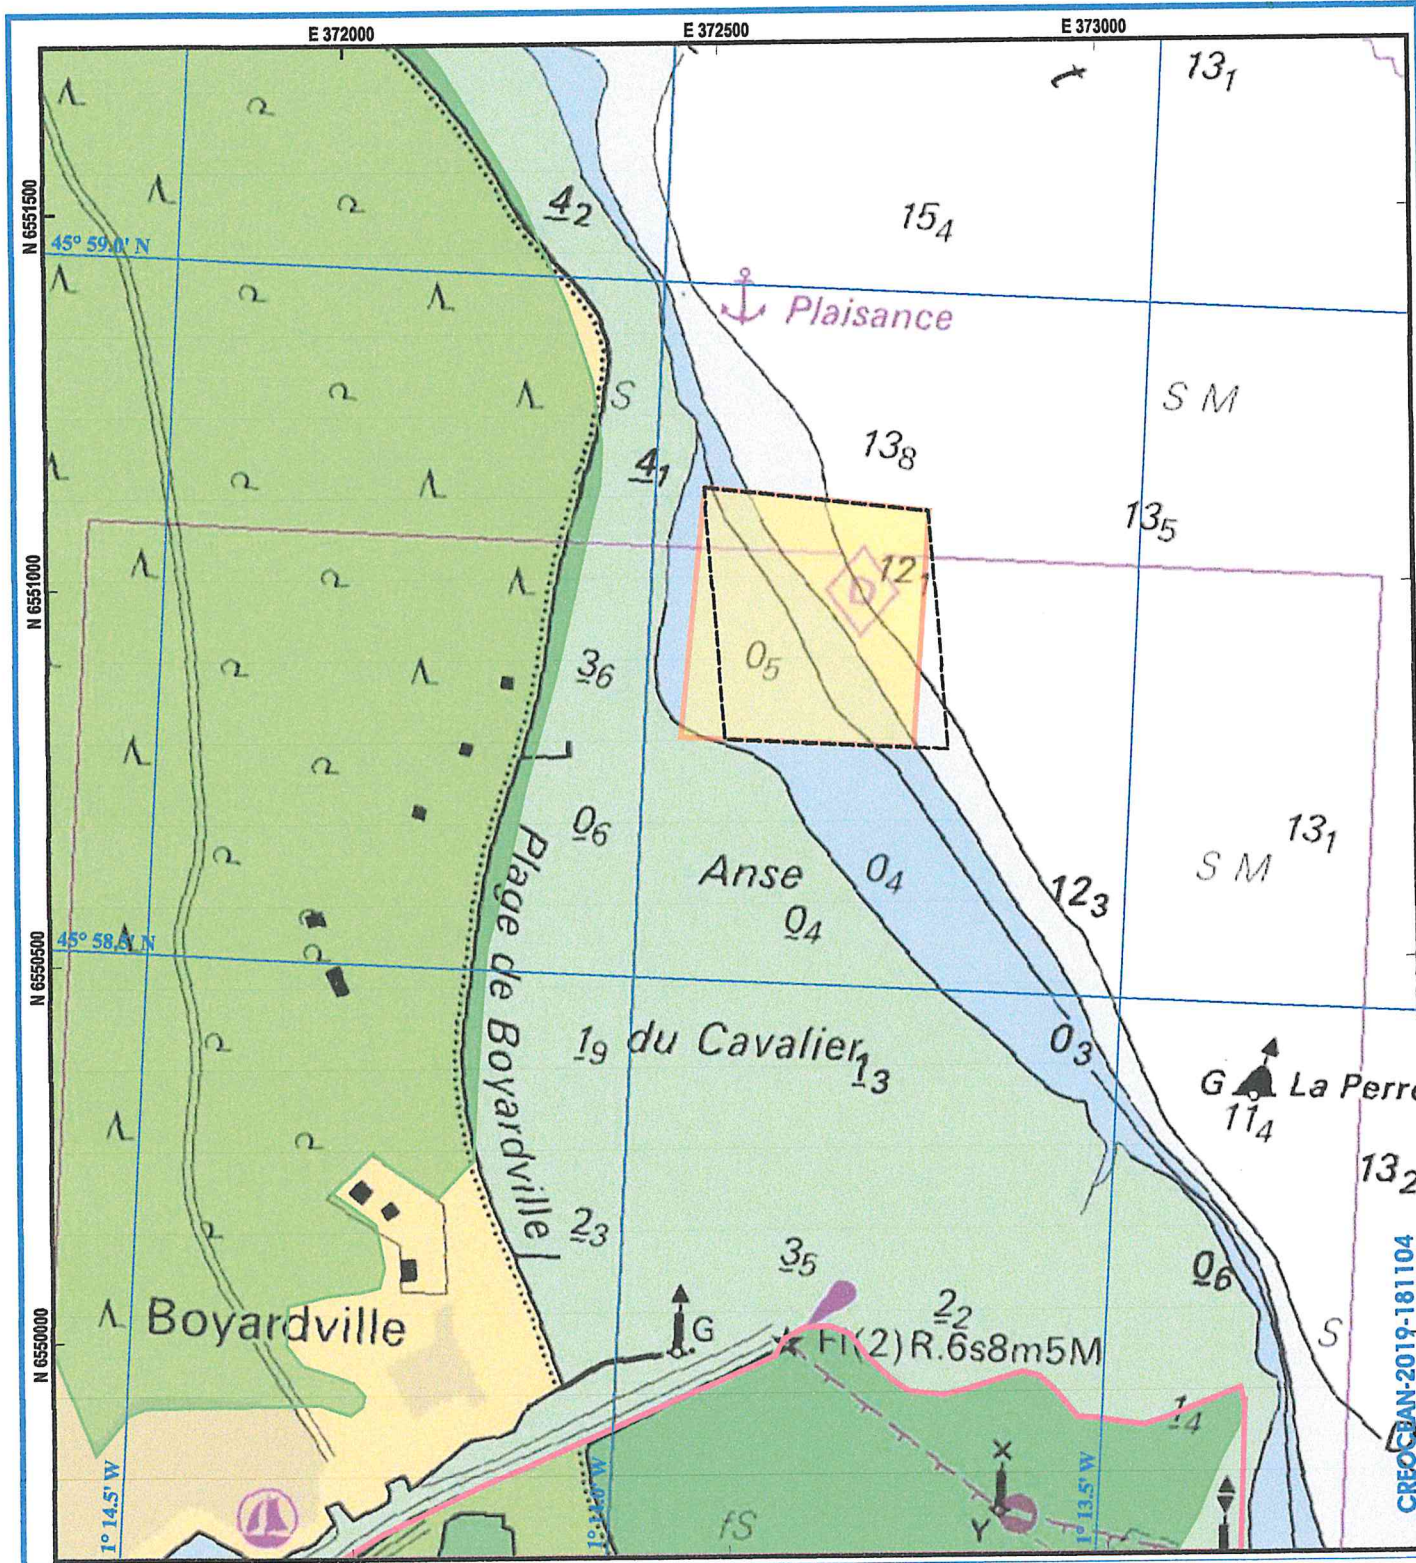 E 372000
E 372500
E 373000
13₁
4₂
15₄
N 6551500
45° 59.0' N
Plaisance
S
S M
13₈
4₁
13₅
12₁
D
N 6551000
0₅
3₆
0₆
13₁
Anse
0₄
S M
0₄
12₃
45° 58.5' N
N 6550500
Plage de Boyardville
1₉
du Cavalier
1₃
0₃
G
La Perr
11₄
13₂
2₃
3₅
0₆
2₂
G
S
Boyardville
Fl(2)R.6s8m5M
N 6550000
1₄
X
Y
fS
1° 14.5' W
1° 14.0' W
1° 13.5' W
CREOCEAN-2019-181104